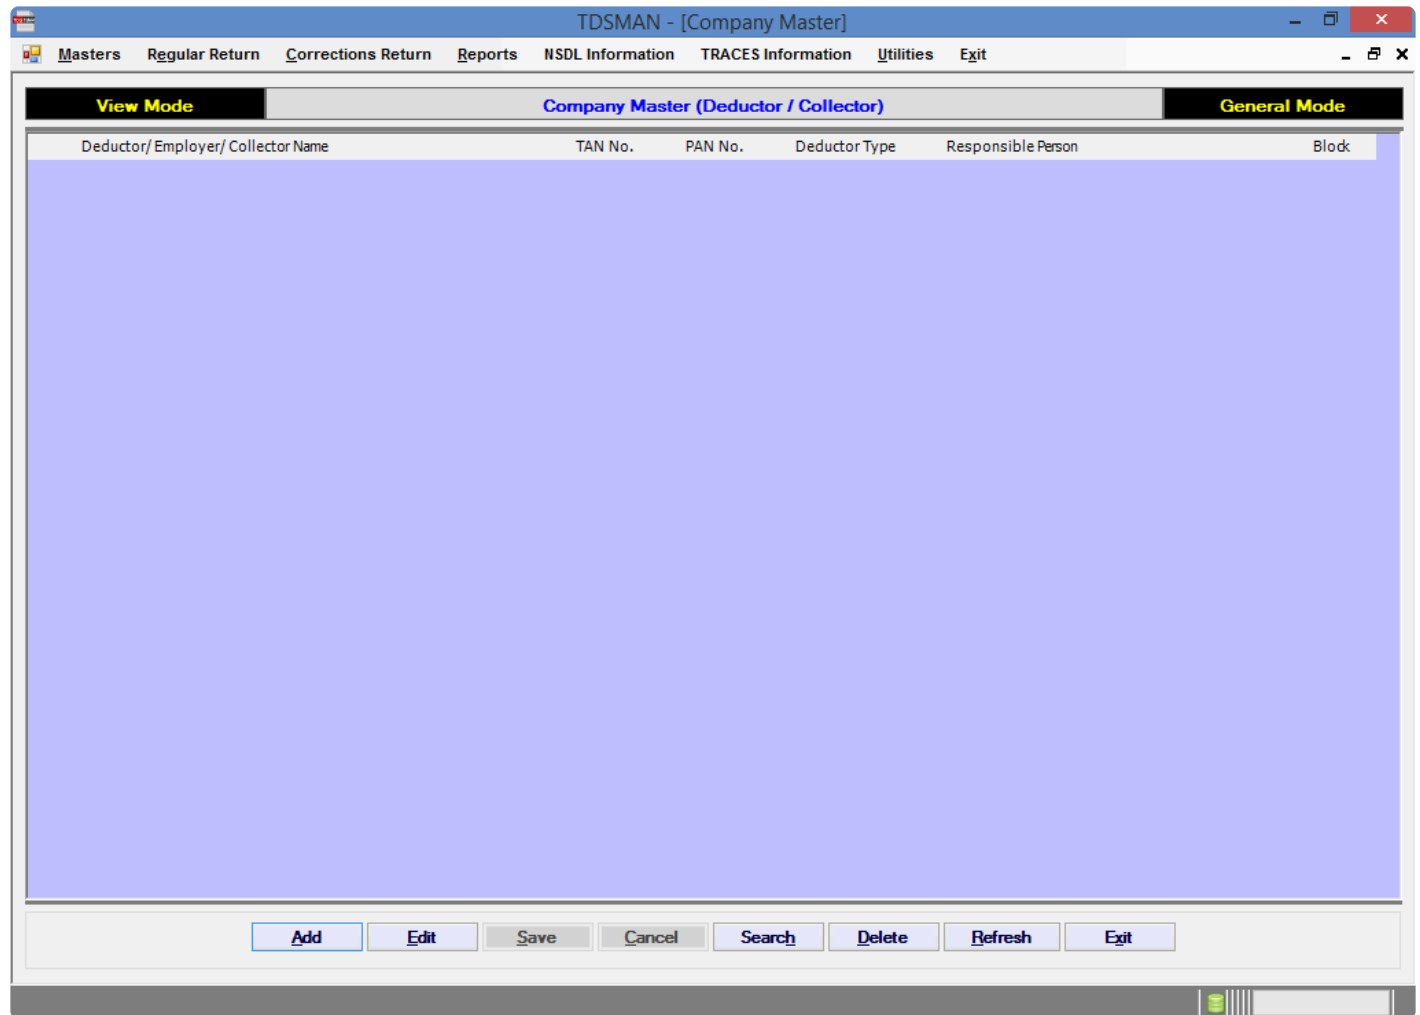 TDSMAN - [Company Master]
Masters Regular Return Corrections Return Reports NSDL Information TRACES Information Utilities Exit
View Mode Company Master (Deductor / Collector) General Mode
Deductor/ Employer/ Collector Name TAN No. PAN No. Deductor Type Responsible Person Block
Add Edit Save Cancel Search Delete Refresh Exit